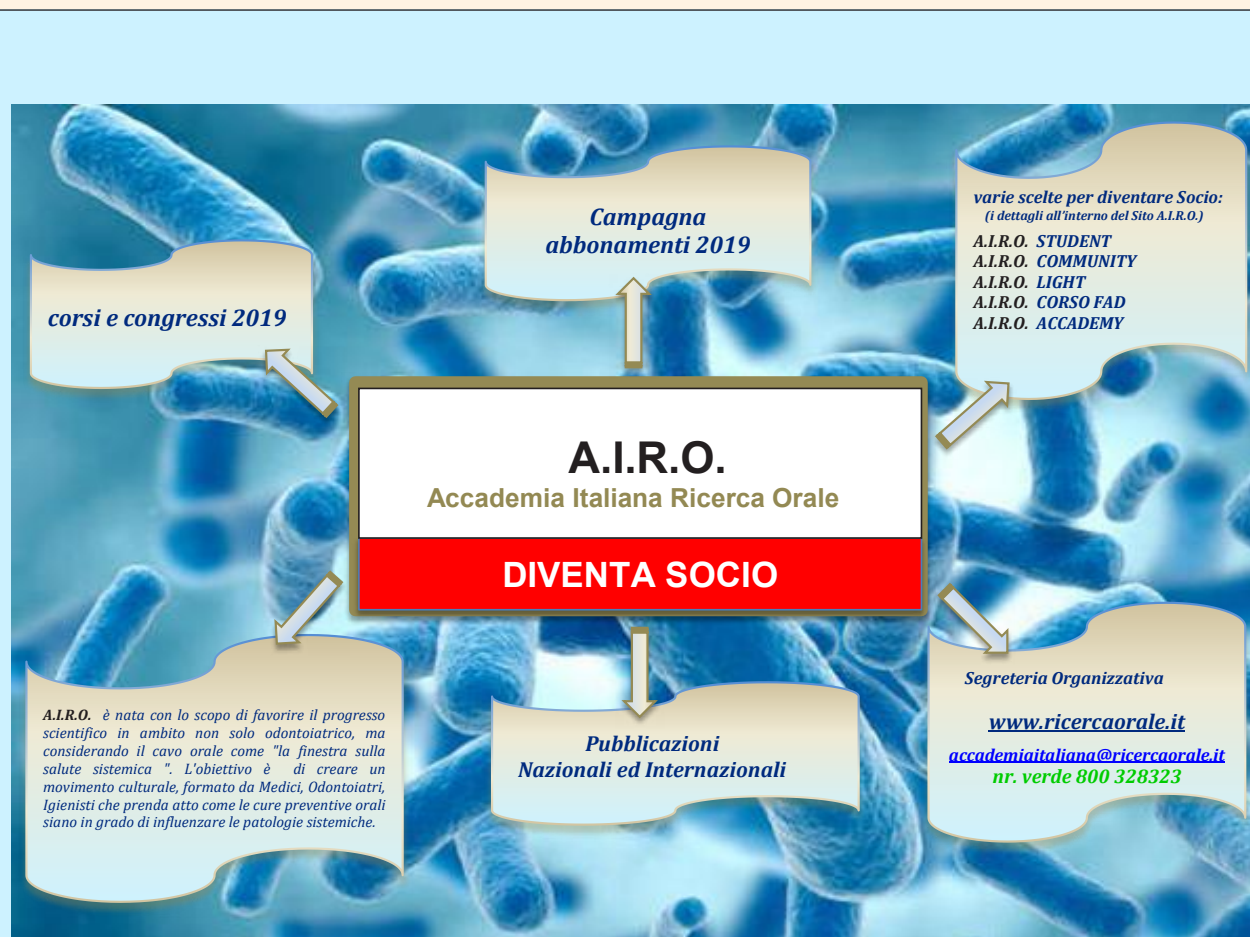 Campagna
abbonamenti 2019
varie scelte per diventare Socio:
(i dettagli all'interno del Sito A.I.R.O.)
A.I.R.O. STUDENT
A.I.R.O. COMMUNITY
A.I.R.O. LIGHT
A.I.R.O. CORSO FAD
A.I.R.O. ACCADEMY
corsi e congressi 2019
A.I.R.O.
Accademia Italiana Ricerca Orale
DIVENTA SOCIO
A.I.R.O. è nata con lo scopo di favorire il progresso
scientifico in ambito non solo odontoiatrico, ma
considerando il cavo orale come "la finestra sulla
salute sistemica ". L'obiettivo è di creare un
movimento culturale, formato da Medici, Odontoiatri,
Igienisti che prenda atto come le cure preventive orali
siano in grado di influenzare le patologie sistemiche.
Pubblicazioni
Nazionali ed Internazionali
Segreteria Organizzativa
www.ricercaorale.it
accademiaitaliana@ricercaorale.it
nr. verde 800 328323